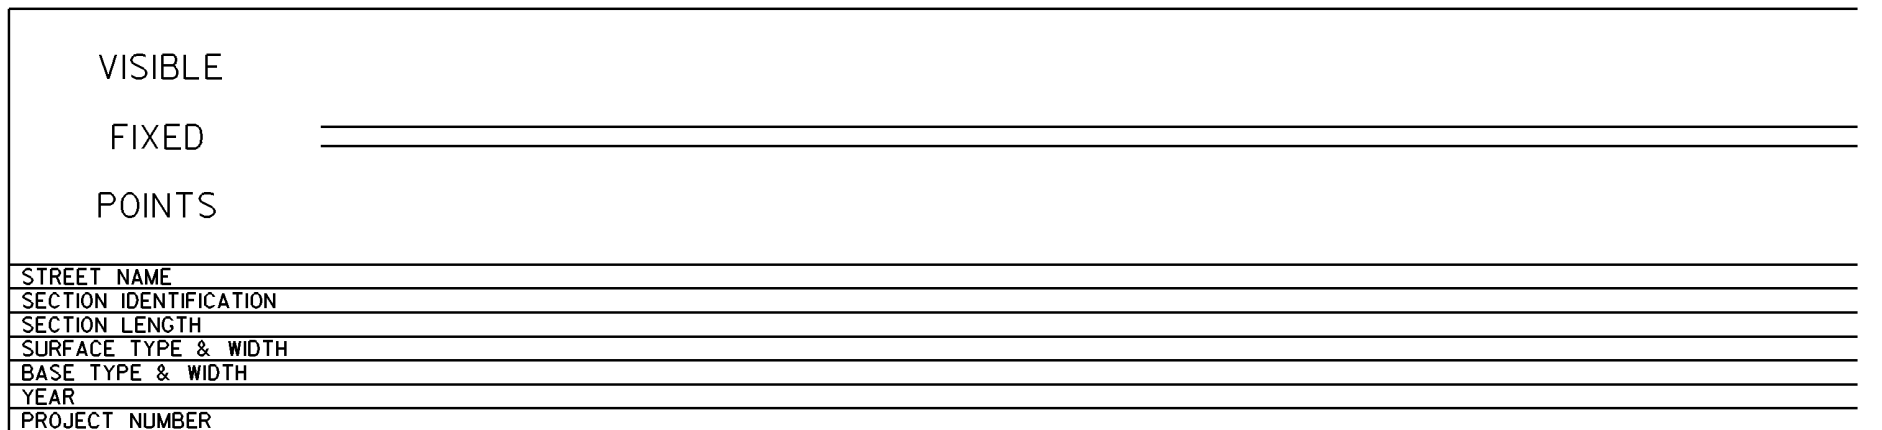 VISIBLE
FIXED
POINTS
STREET NAME
SECTION IDENTIFICATION
SECTION LENGTH
SURFACE TYPE & WIDTH
BASE TYPE & WIDTH
YEAR
PROJECT NUMBER